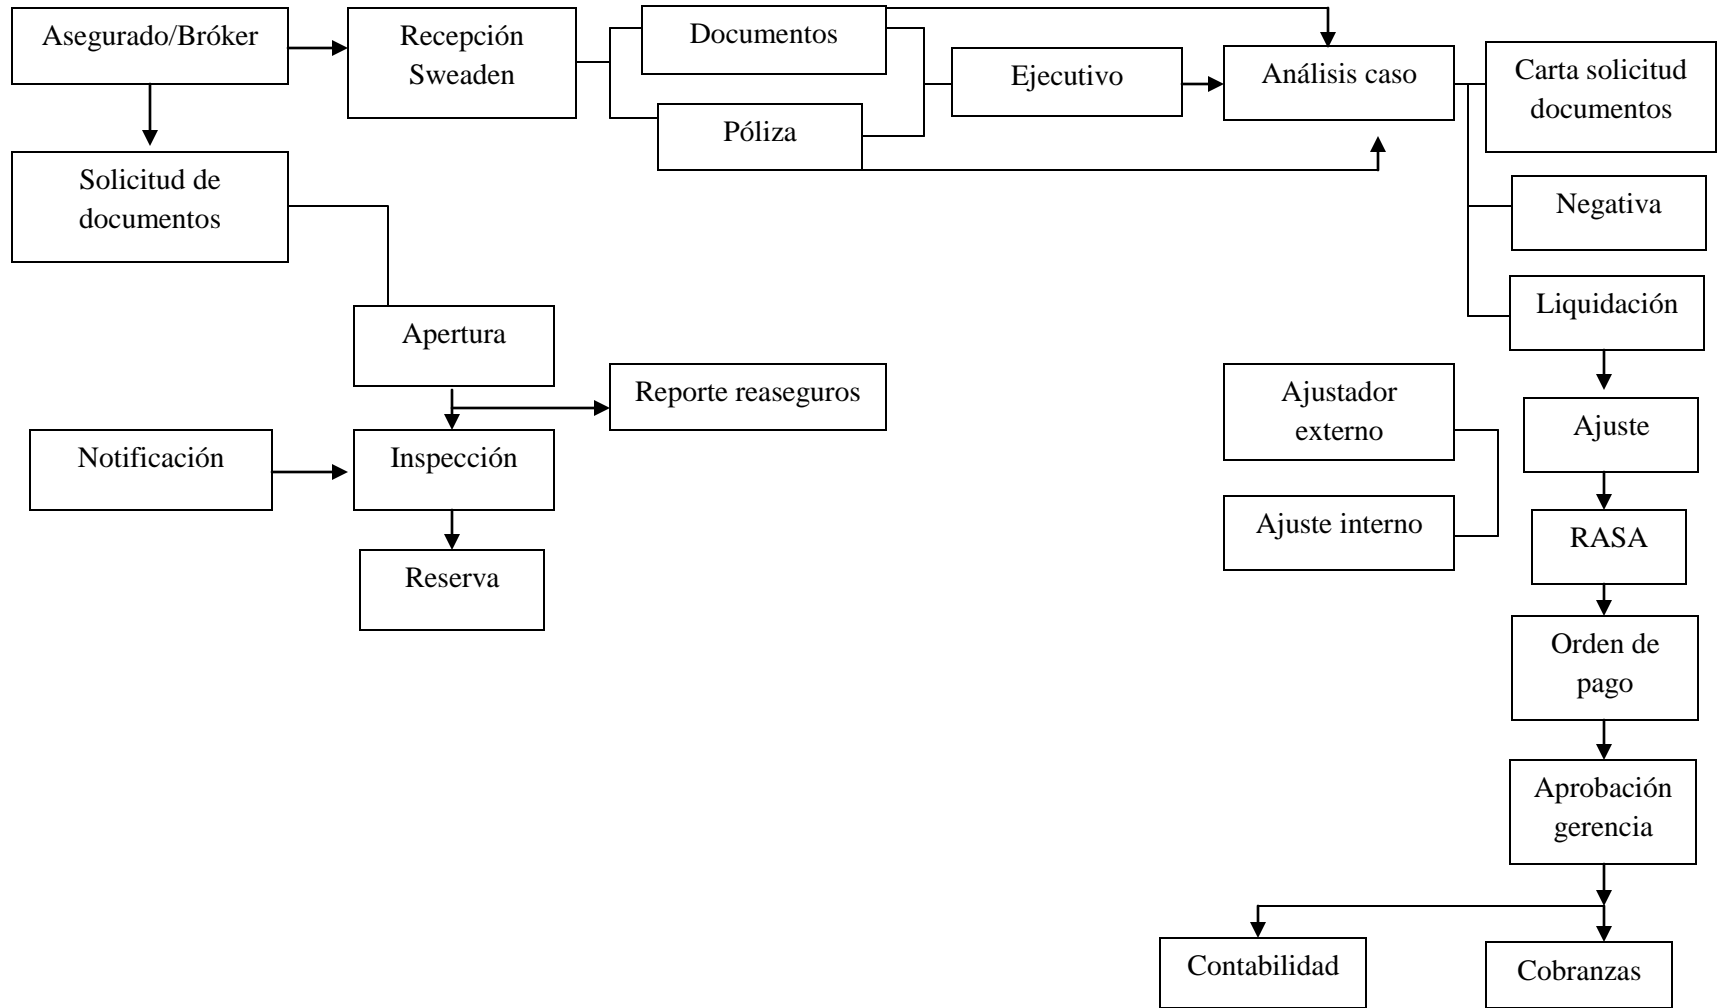 Asegurado/Bróker
Recepción
Sweaden
Documentos
Póliza
Ejecutivo
Análisis caso
Carta solicitud
documentos
Negativa
Liquidación
Solicitud de
documentos
Apertura
Reporte reaseguros
Notificación
Inspección
Reserva
Ajustador
externo
Ajuste interno
Ajuste
RASA
Orden de
pago
Aprobación
gerencia
Contabilidad
Cobranzas